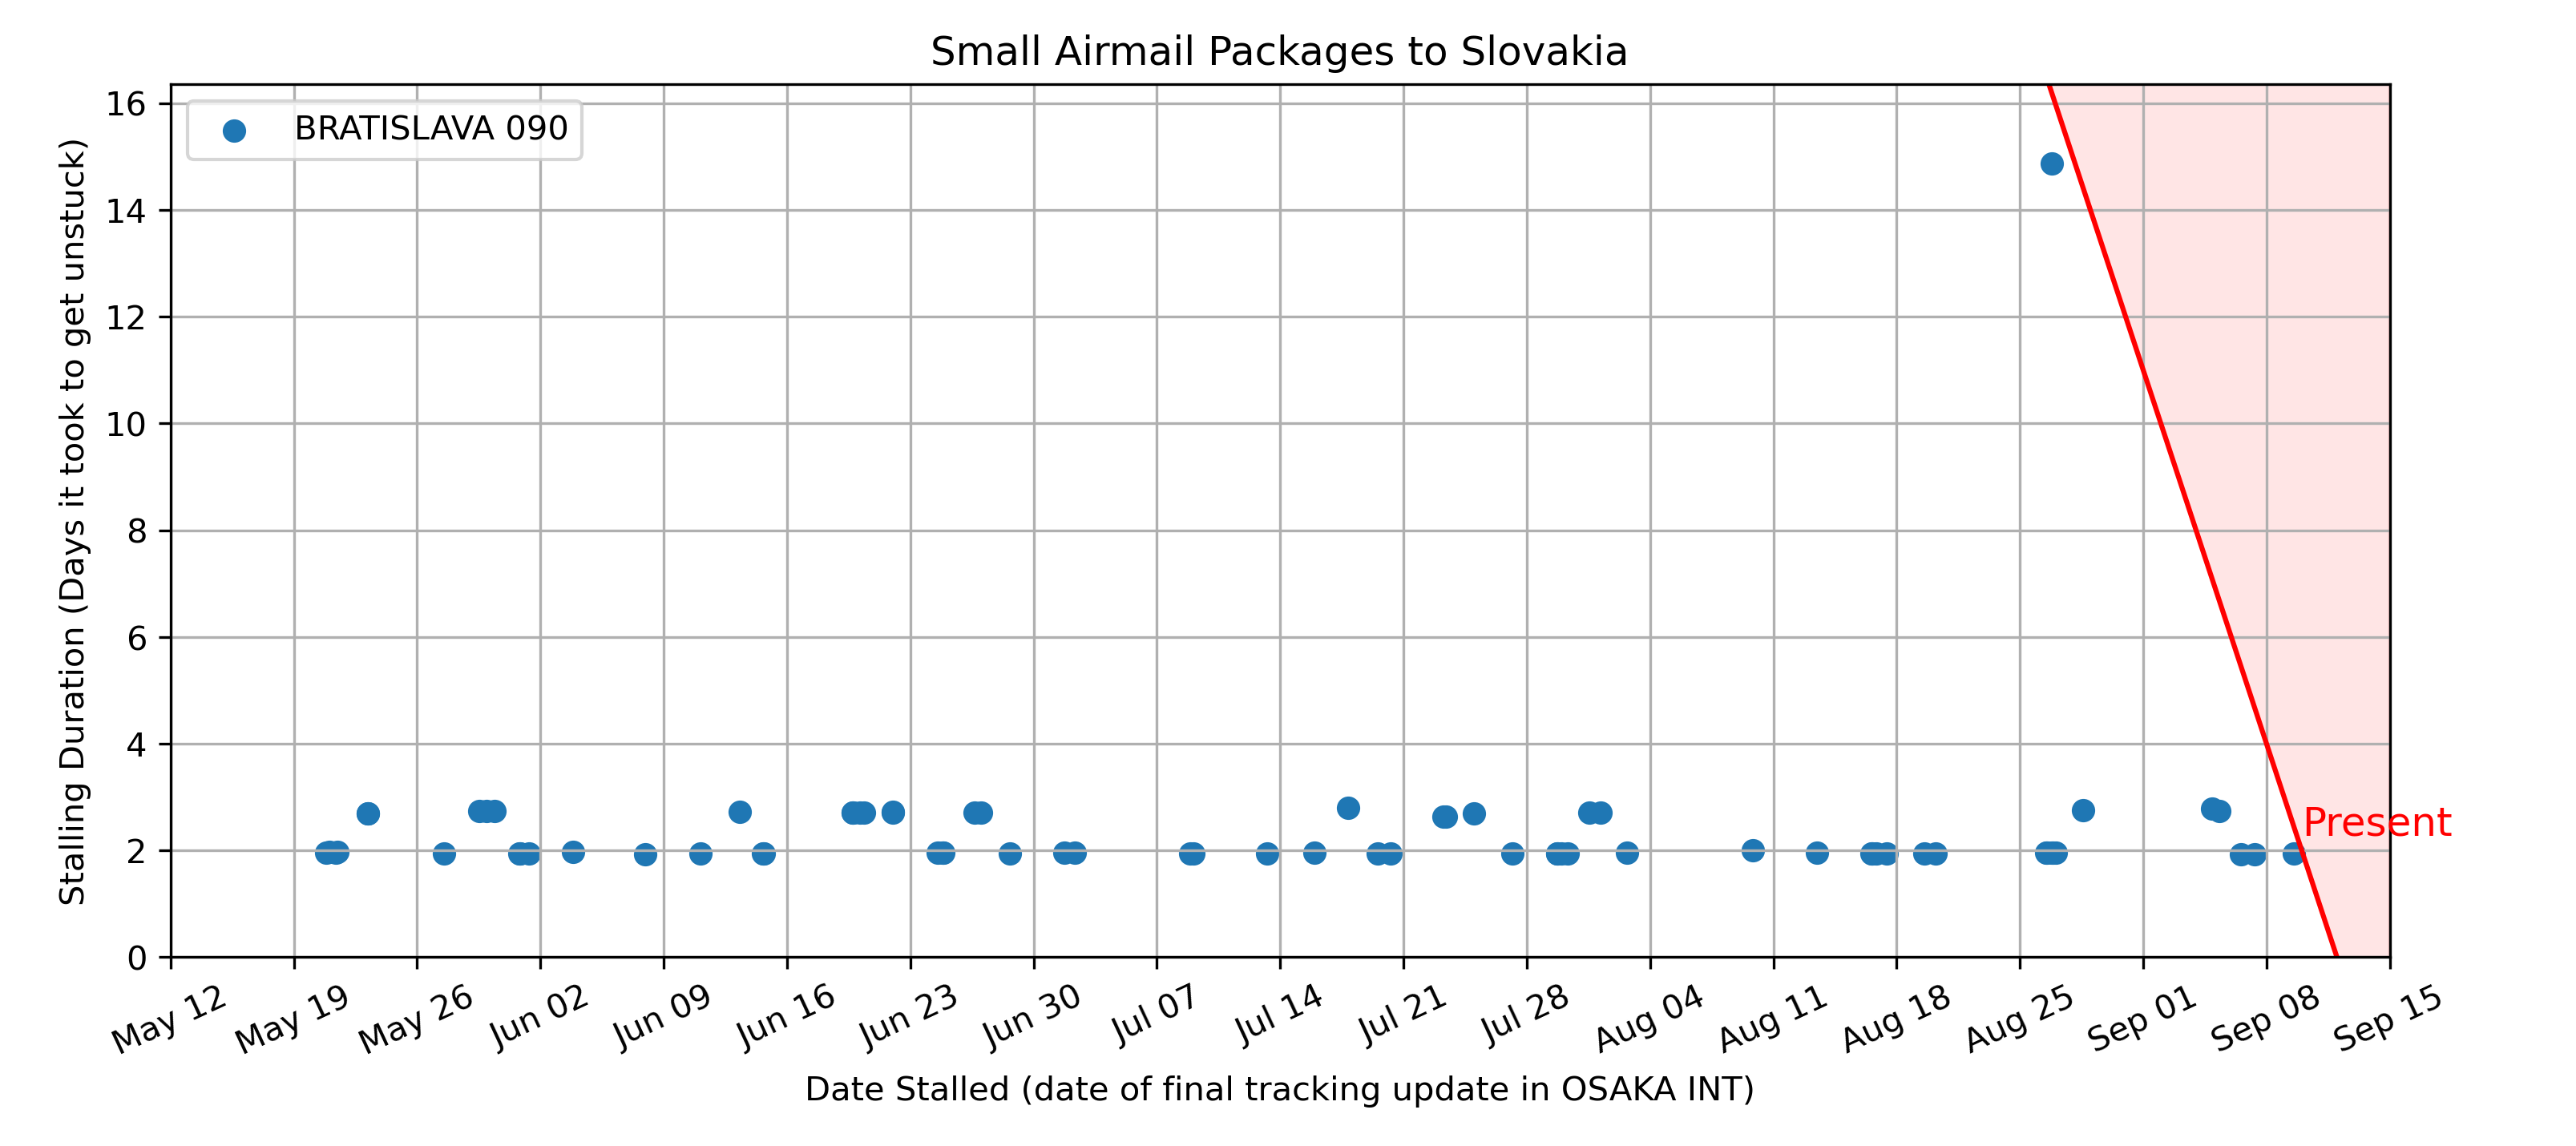 Small Airmail Packages to Slovakia
BRATISLAVA 090
Stalling Duration (Days it took to get unstuck)
16
14
12
10
8
6
4
2
0
Present
May 12
May 19
May 26
Jun 02
Jun 09
Jun 16
Jun 23
Jun 30
Jul 07
Jul 14
Jul 21
Jul 28
Aug 04
Aug 11
Aug 18
Aug 25
Sep 01
Sep 08
Sep 15
Date Stalled (date of final tracking update in OSAKA INT)